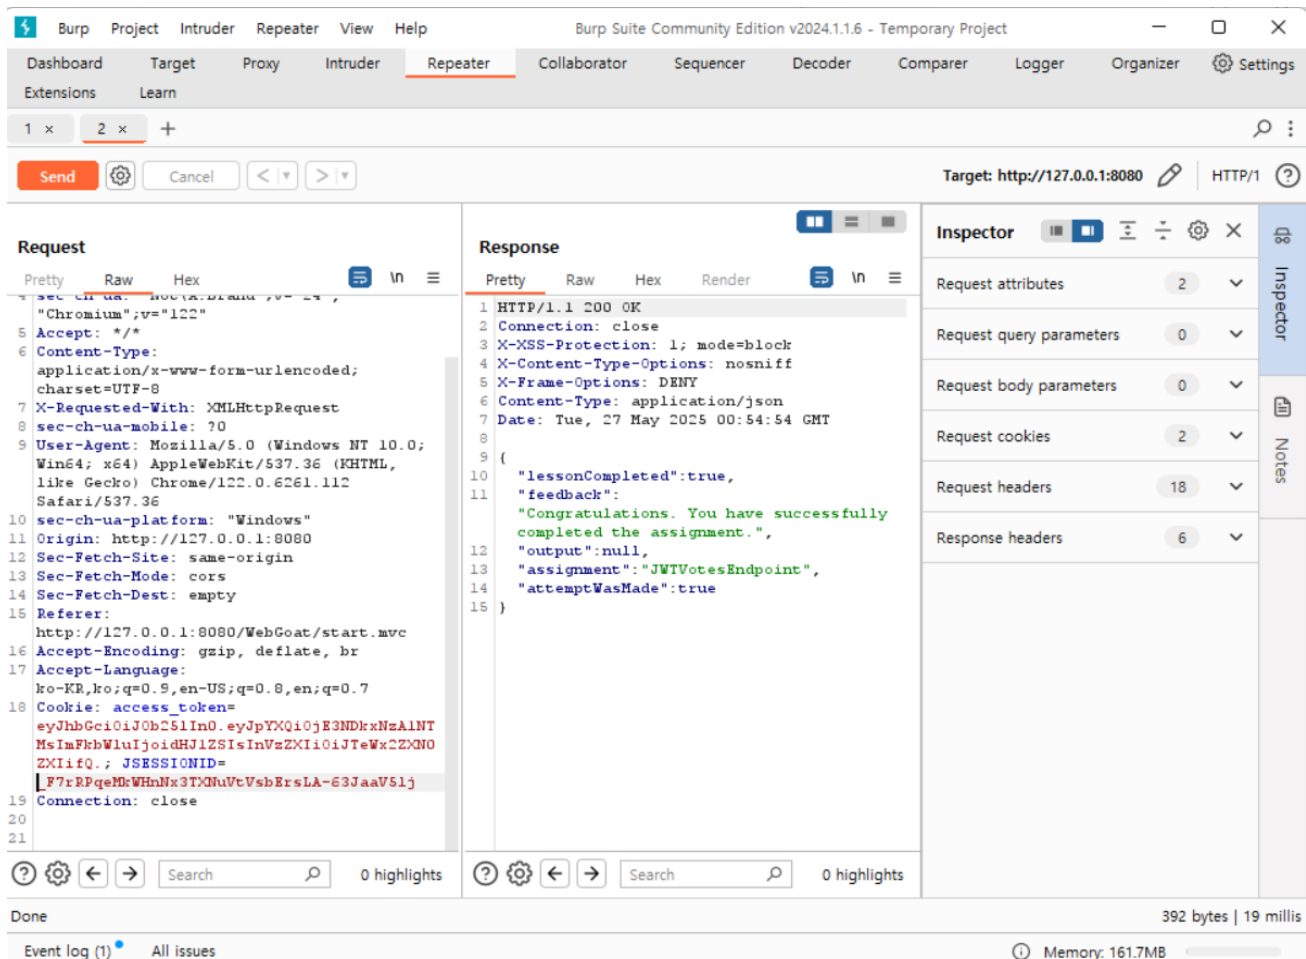 Burp Project Intruder Repeater View Help Burp Suite Community Edition v2024.1.1.6 - Temporary Project
Dashboard Target Proxy Intruder Repeater Collaborator Sequencer Decoder Comparer Logger Organizer Settings
Extensions Learn
1 × 2 × +
Send Cancel < > Target: http://127.0.0.1:8080 HTTP/1
Request
Pretty Raw Hex \n
4 sec-ch-ua: "Not(A:Brand";v="24",
"Chromium";v="122"
5 Accept: */*
6 Content-Type:
application/x-www-form-urlencoded;
charset=UTF-8
7 X-Requested-With: XMLHttpRequest
8 sec-ch-ua-mobile: ?0
9 User-Agent: Mozilla/5.0 (Windows NT 10.0;
Win64; x64) AppleWebKit/537.36 (KHTML,
like Gecko) Chrome/122.0.6261.112
Safari/537.36
10 sec-ch-ua-platform: "Windows"
11 Origin: http://127.0.0.1:8080
12 Sec-Fetch-Site: same-origin
13 Sec-Fetch-Mode: cors
14 Sec-Fetch-Dest: empty
15 Referer:
http://127.0.0.1:8080/WebGoat/start.mvc
16 Accept-Encoding: gzip, deflate, br
17 Accept-Language:
ko-KR,ko;q=0.9,en-US;q=0.8,en;q=0.7
18 Cookie: access_token=
eyJhbGciOiJOb25lIn0.eyJpYXQiOjE3NDkxNzA1NT
MsImFkbWluIjoidHJ1ZSIsInVzZXIiOiJTeWx2ZXN0
ZXIifQ.; JSESSIONID=
_F7rRPqeMkWHnNx3TXNuVtVsbErsLA-63JaaV5lj
19 Connection: close
20
21
Search 0 highlights
Response
Pretty Raw Hex Render \n
1 HTTP/1.1 200 OK
2 Connection: close
3 X-XSS-Protection: 1; mode=block
4 X-Content-Type-Options: nosniff
5 X-Frame-Options: DENY
6 Content-Type: application/json
7 Date: Tue, 27 May 2025 00:54:54 GMT
8
9 {
10 "lessonCompleted":true,
11 "feedback":
"Congratulations. You have successfully
completed the assignment.",
12 "output":null,
13 "assignment":"JWTVotesEndpoint",
14 "attemptWasMade":true
15 }
Search 0 highlights
Inspector
Request attributes 2
Request query parameters 0
Request body parameters 0
Request cookies 2
Request headers 18
Response headers 6
Inspector
Notes
Done 392 bytes | 19 millis
Event log (1) All issues Memory: 161.7MB